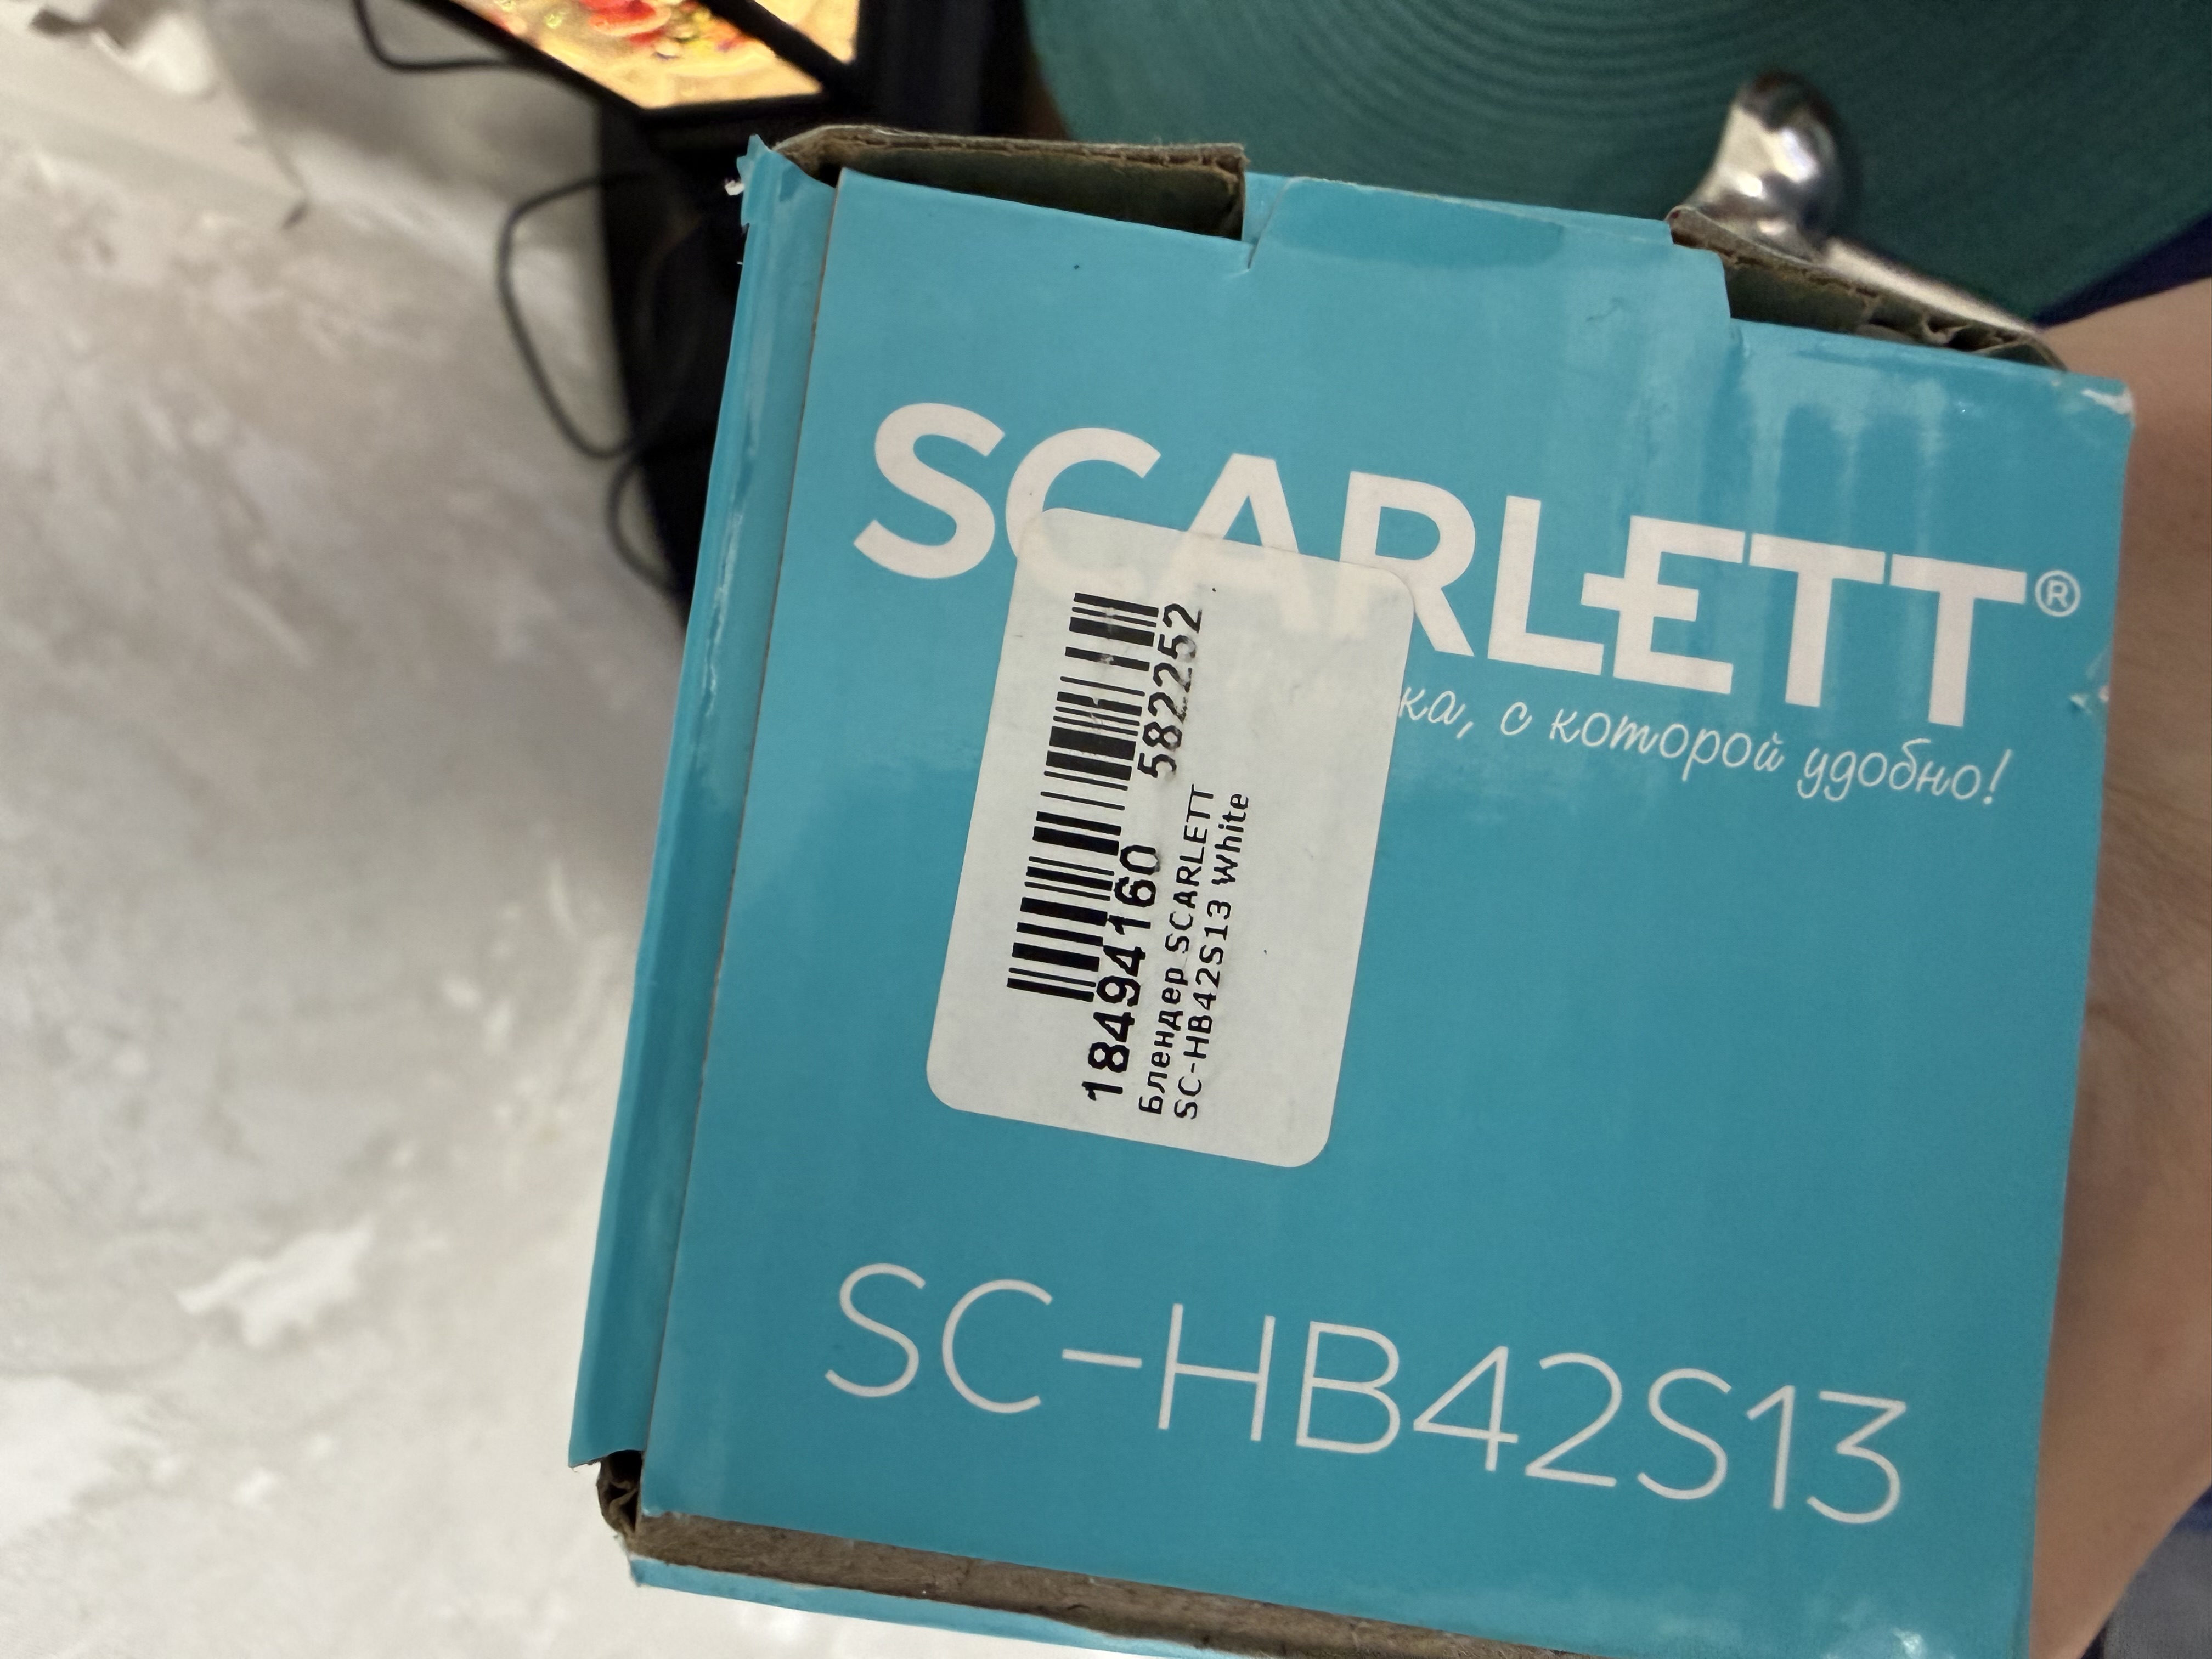 SCARLETT®
ка, с которой удобно!
18494160 582252
Блендер SCARLETT
SC-HB42S13 White
SC-HB42S13